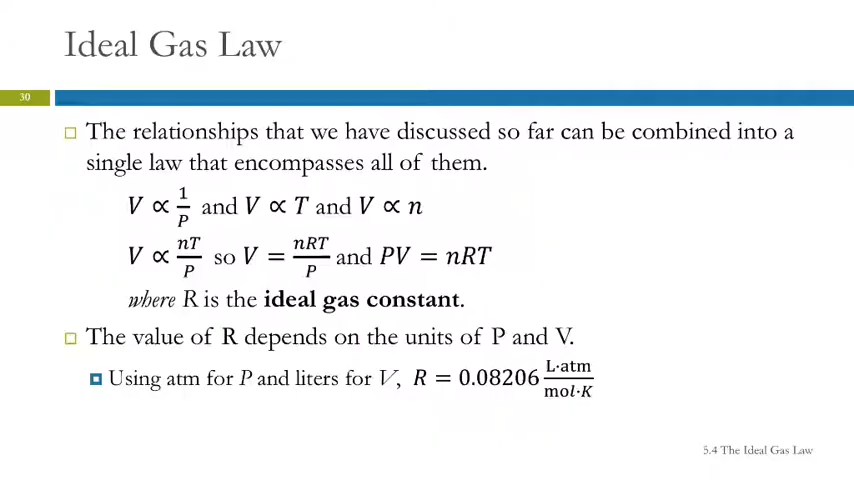 Ideal Gas Law
30
The relationships that we have discussed so far can be combined into a
single law that encompasses all of them.
V ∝ 1/P and V ∝ T and V ∝ n
V ∝ nT/P so V = nRT/P and PV = nRT
where R is the ideal gas constant.
The value of R depends on the units of P and V.
Using atm for P and liters for V, R = 0.08206 L·atm/mol·K
5.4 The Ideal Gas Law